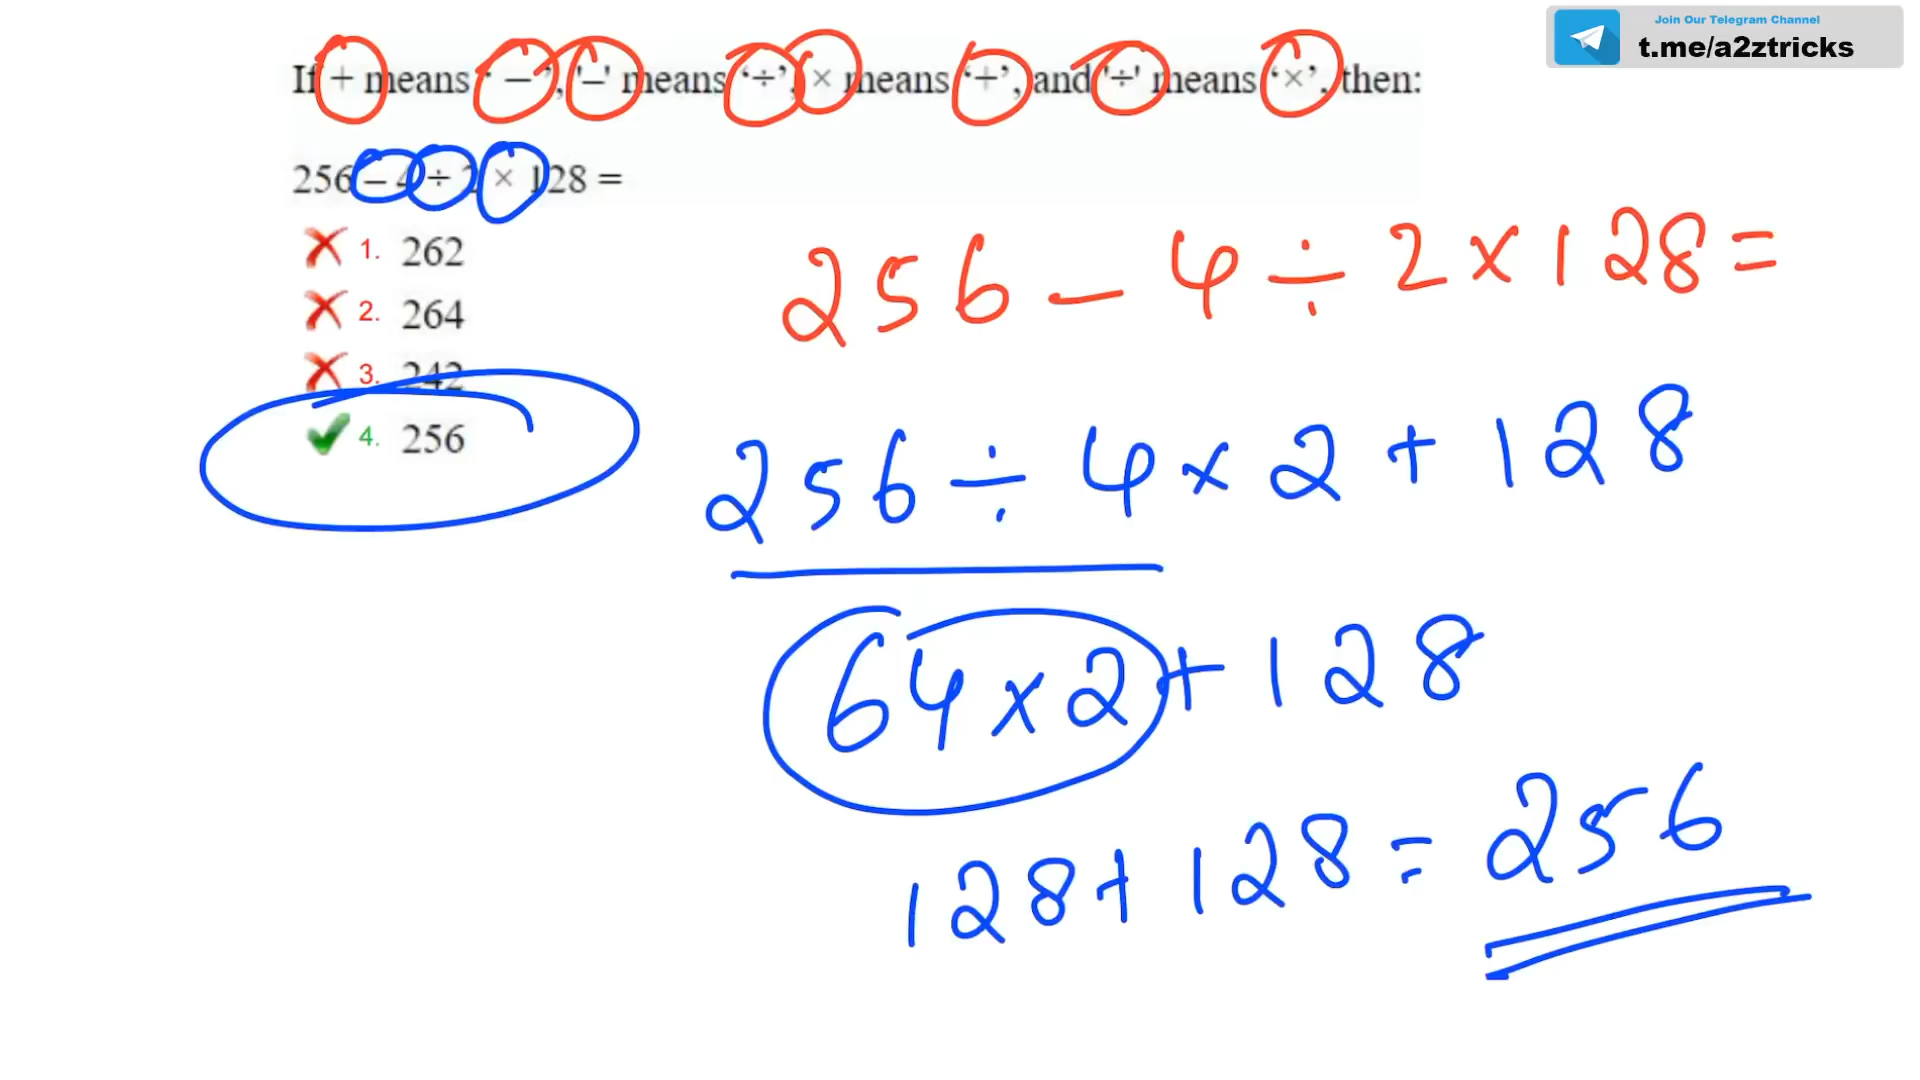 Join Our Telegram Channel
t.me/a2ztricks
If + means ‘ – ’, '–' means ‘÷’, × means ‘+’, and '÷' means ‘×’, then:
256 – 4 ÷ 2 × 128 =
1. 262
2. 264
3. 242
4. 256
256 – 4 ÷ 2 × 128 =
256 ÷ 4 × 2 + 128
64 × 2 + 128
128 + 128 = 256